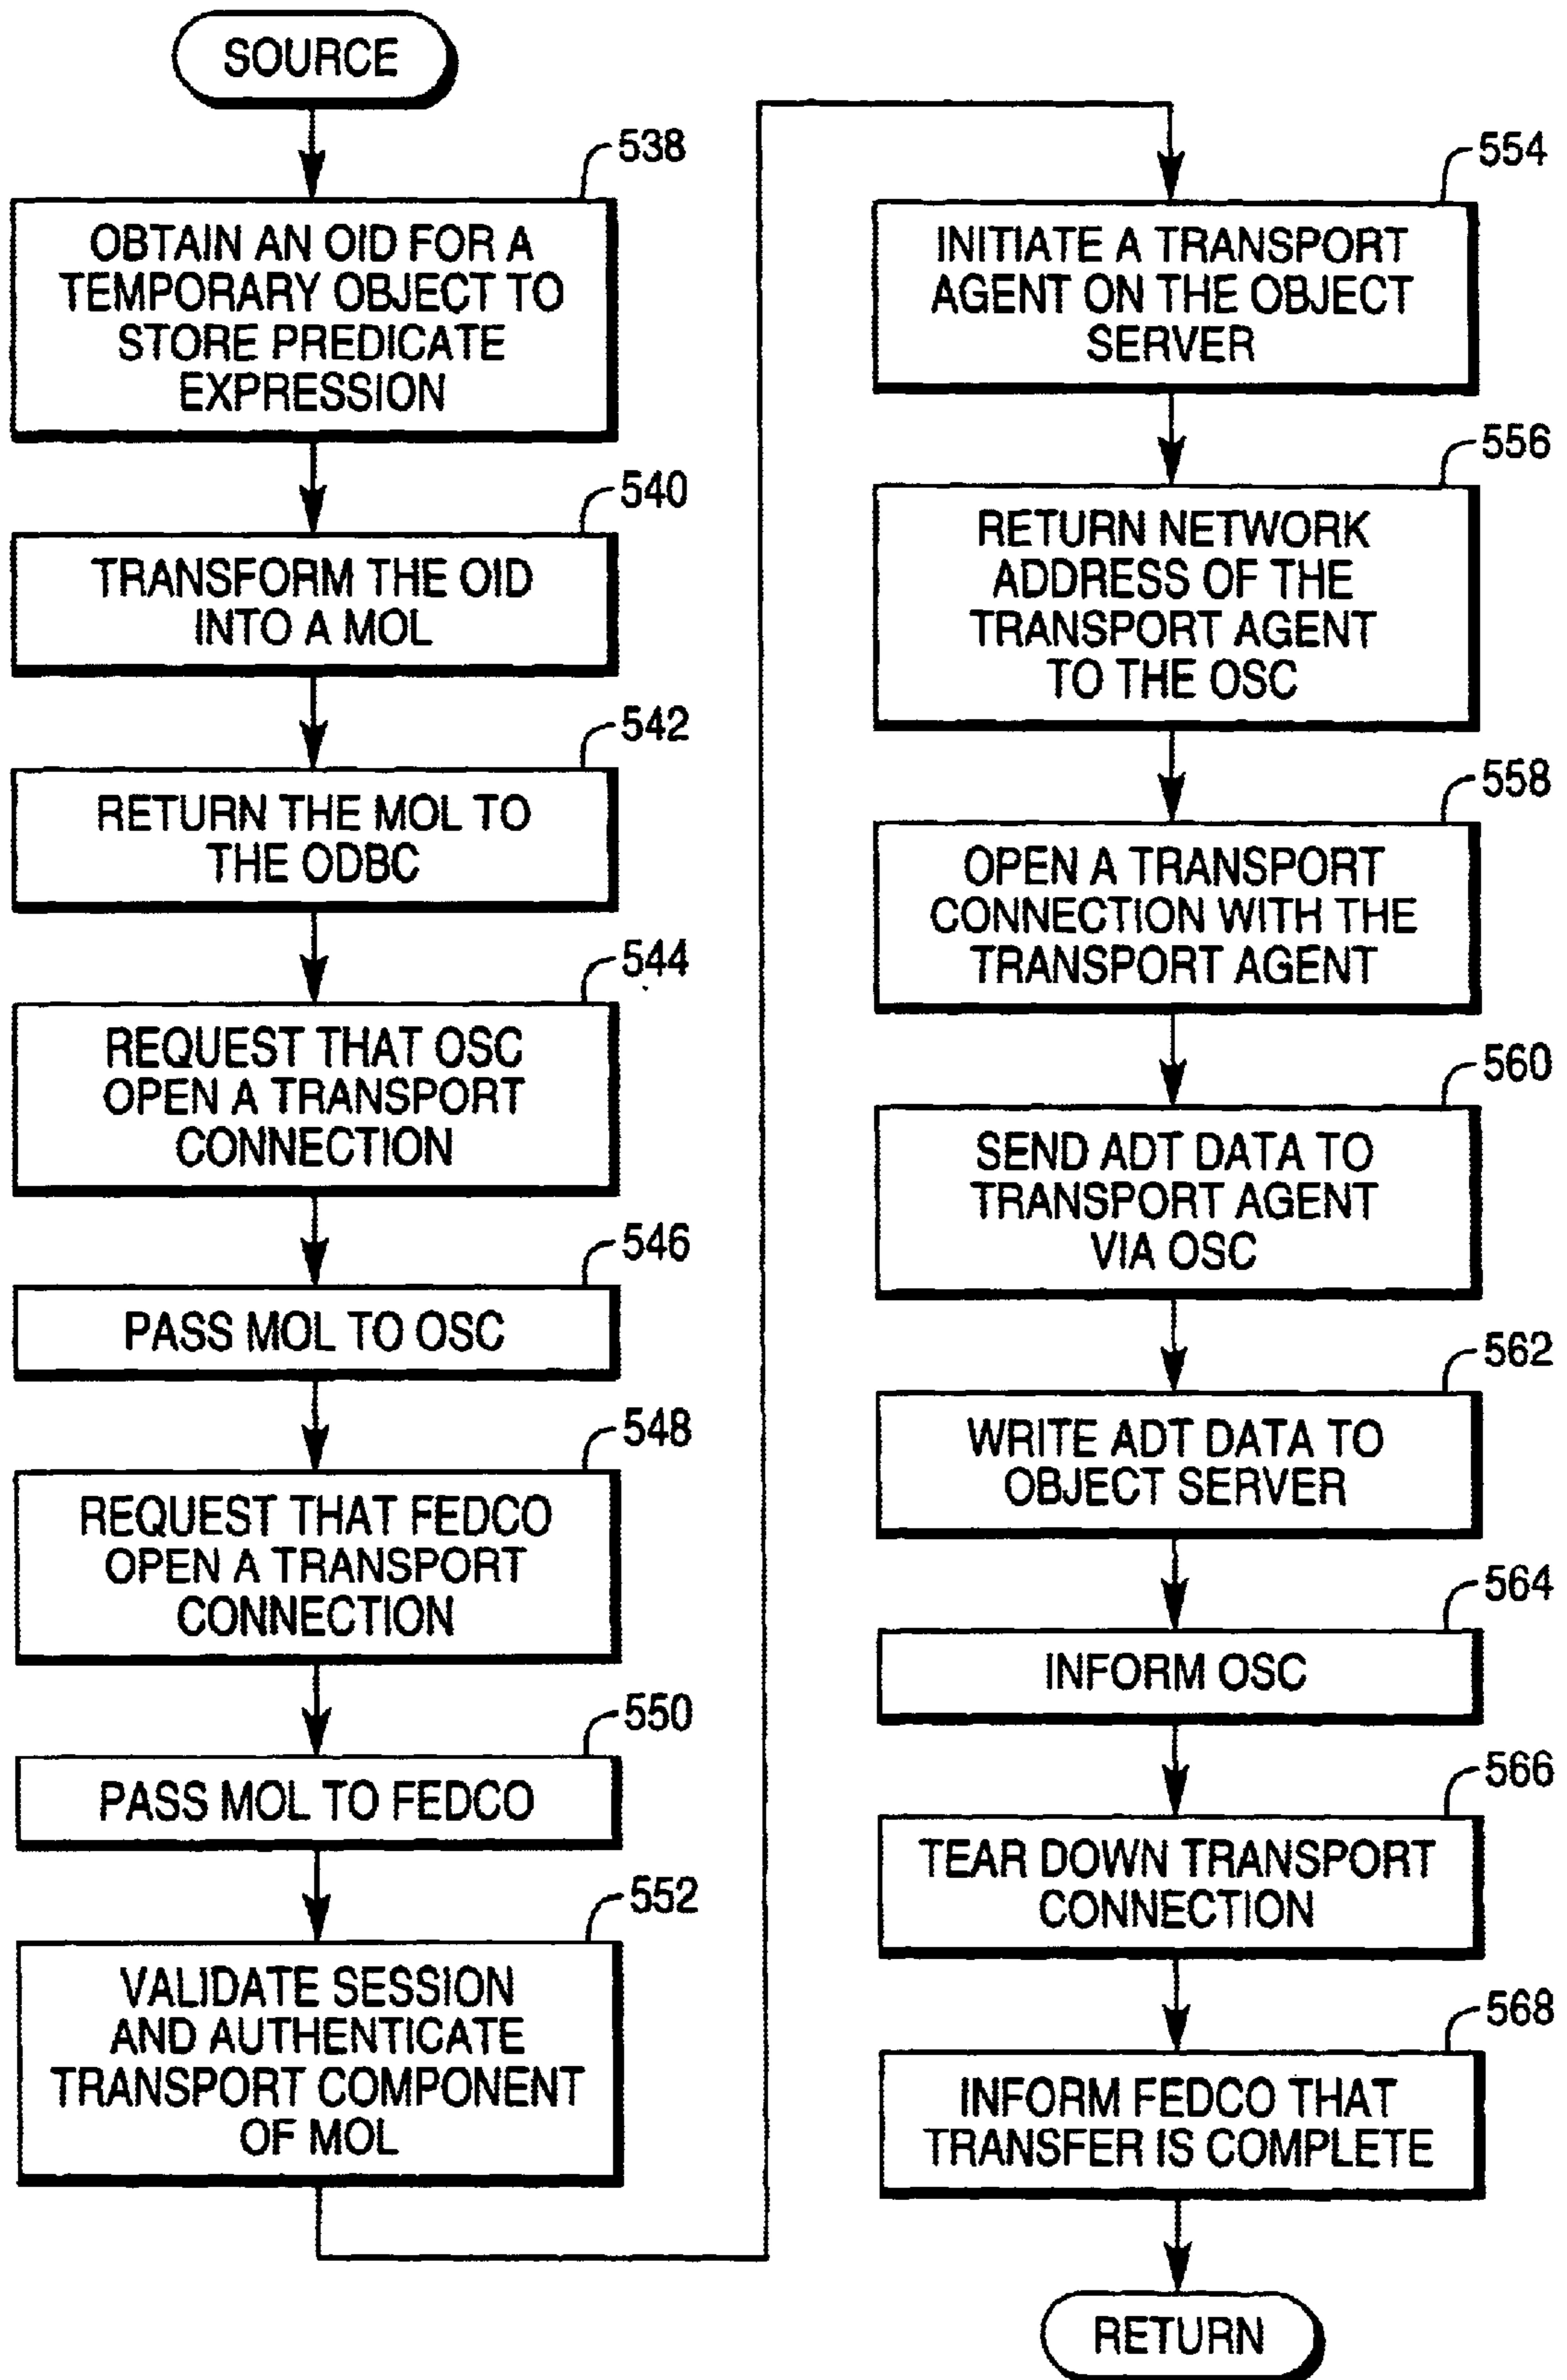 SOURCE
538
OBTAIN AN OID FOR A
TEMPORARY OBJECT TO
STORE PREDICATE
EXPRESSION
540
TRANSFORM THE OID
INTO A MOL
542
RETURN THE MOL TO
THE ODBC
544
REQUEST THAT OSC
OPEN A TRANSPORT
CONNECTION
546
PASS MOL TO OSC
548
REQUEST THAT FEDCO
OPEN A TRANSPORT
CONNECTION
550
PASS MOL TO FEDCO
552
VALIDATE SESSION
AND AUTHENTICATE
TRANSPORT COMPONENT
OF MOL
554
INITIATE A TRANSPORT
AGENT ON THE OBJECT
SERVER
556
RETURN NETWORK
ADDRESS OF THE
TRANSPORT AGENT
TO THE OSC
558
OPEN A TRANSPORT
CONNECTION WITH THE
TRANSPORT AGENT
560
SEND ADT DATA TO
TRANSPORT AGENT
VIA OSC
562
WRITE ADT DATA TO
OBJECT SERVER
564
INFORM OSC
566
TEAR DOWN TRANSPORT
CONNECTION
568
INFORM FEDCO THAT
TRANSFER IS COMPLETE
RETURN